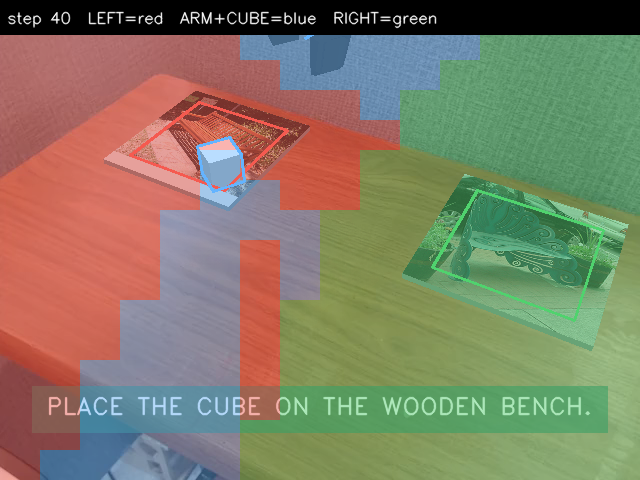 step 40 LEFT=red ARM+CUBE=blue RIGHT=green
PLACE THE CUBE ON THE WOODEN BENCH.